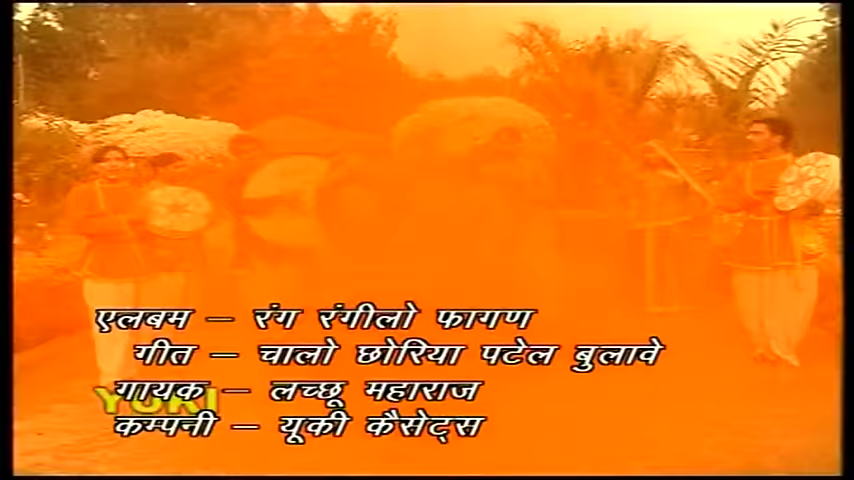 एलबम – रंग रंगीलो फागण
गीत – चालो छोरिया पटेल बुलावे
गायक – लच्छू महाराज
YUKI
कम्पनी – यूकी कैसेट्स